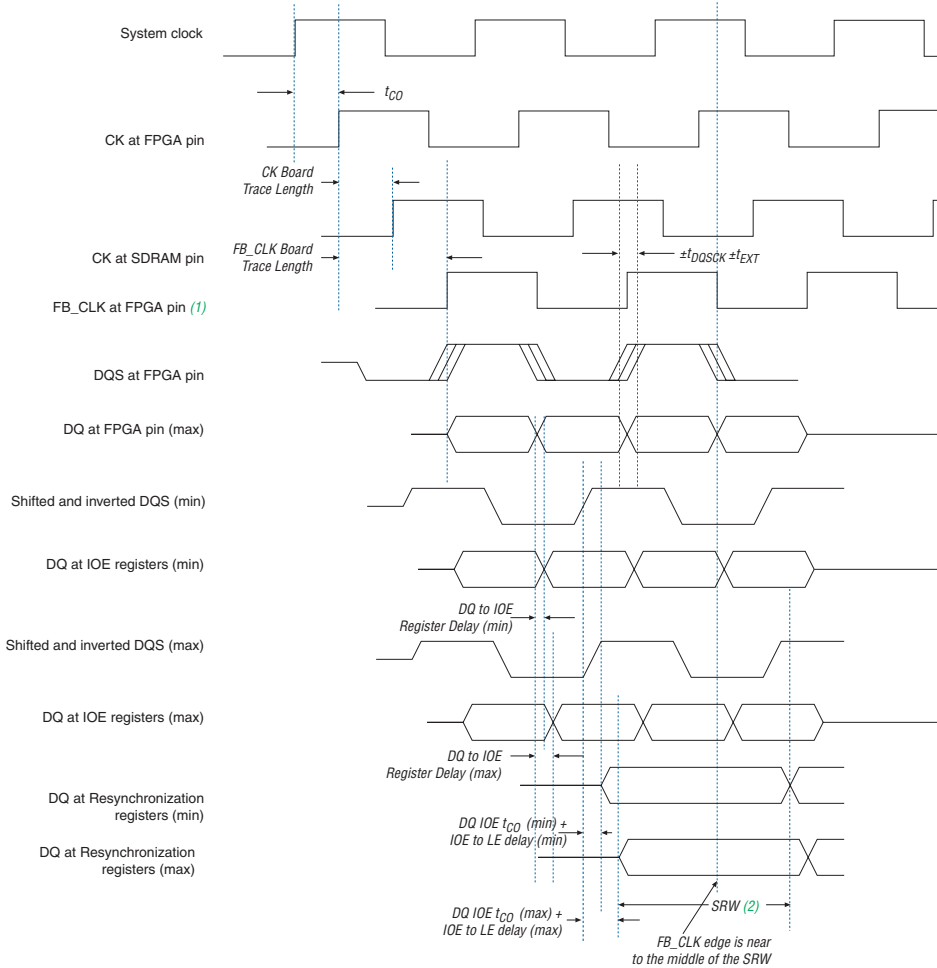 System clock
t_CO
CK at FPGA pin
CK Board
Trace Length
CK at SDRAM pin
FB_CLK Board
Trace Length
±t_DQSCK ±t_EXT
FB_CLK at FPGA pin (1)
DQS at FPGA pin
DQ at FPGA pin (max)
Shifted and inverted DQS (min)
DQ at IOE registers (min)
DQ to IOE
Register Delay (min)
Shifted and inverted DQS (max)
DQ at IOE registers (max)
DQ to IOE
Register Delay (max)
DQ at Resynchronization
registers (min)
DQ IOE t_CO (min) +
IOE to LE delay (min)
DQ at Resynchronization
registers (max)
SRW (2)
DQ IOE t_CO (max) +
IOE to LE delay (max)
FB_CLK edge is near
to the middle of the SRW